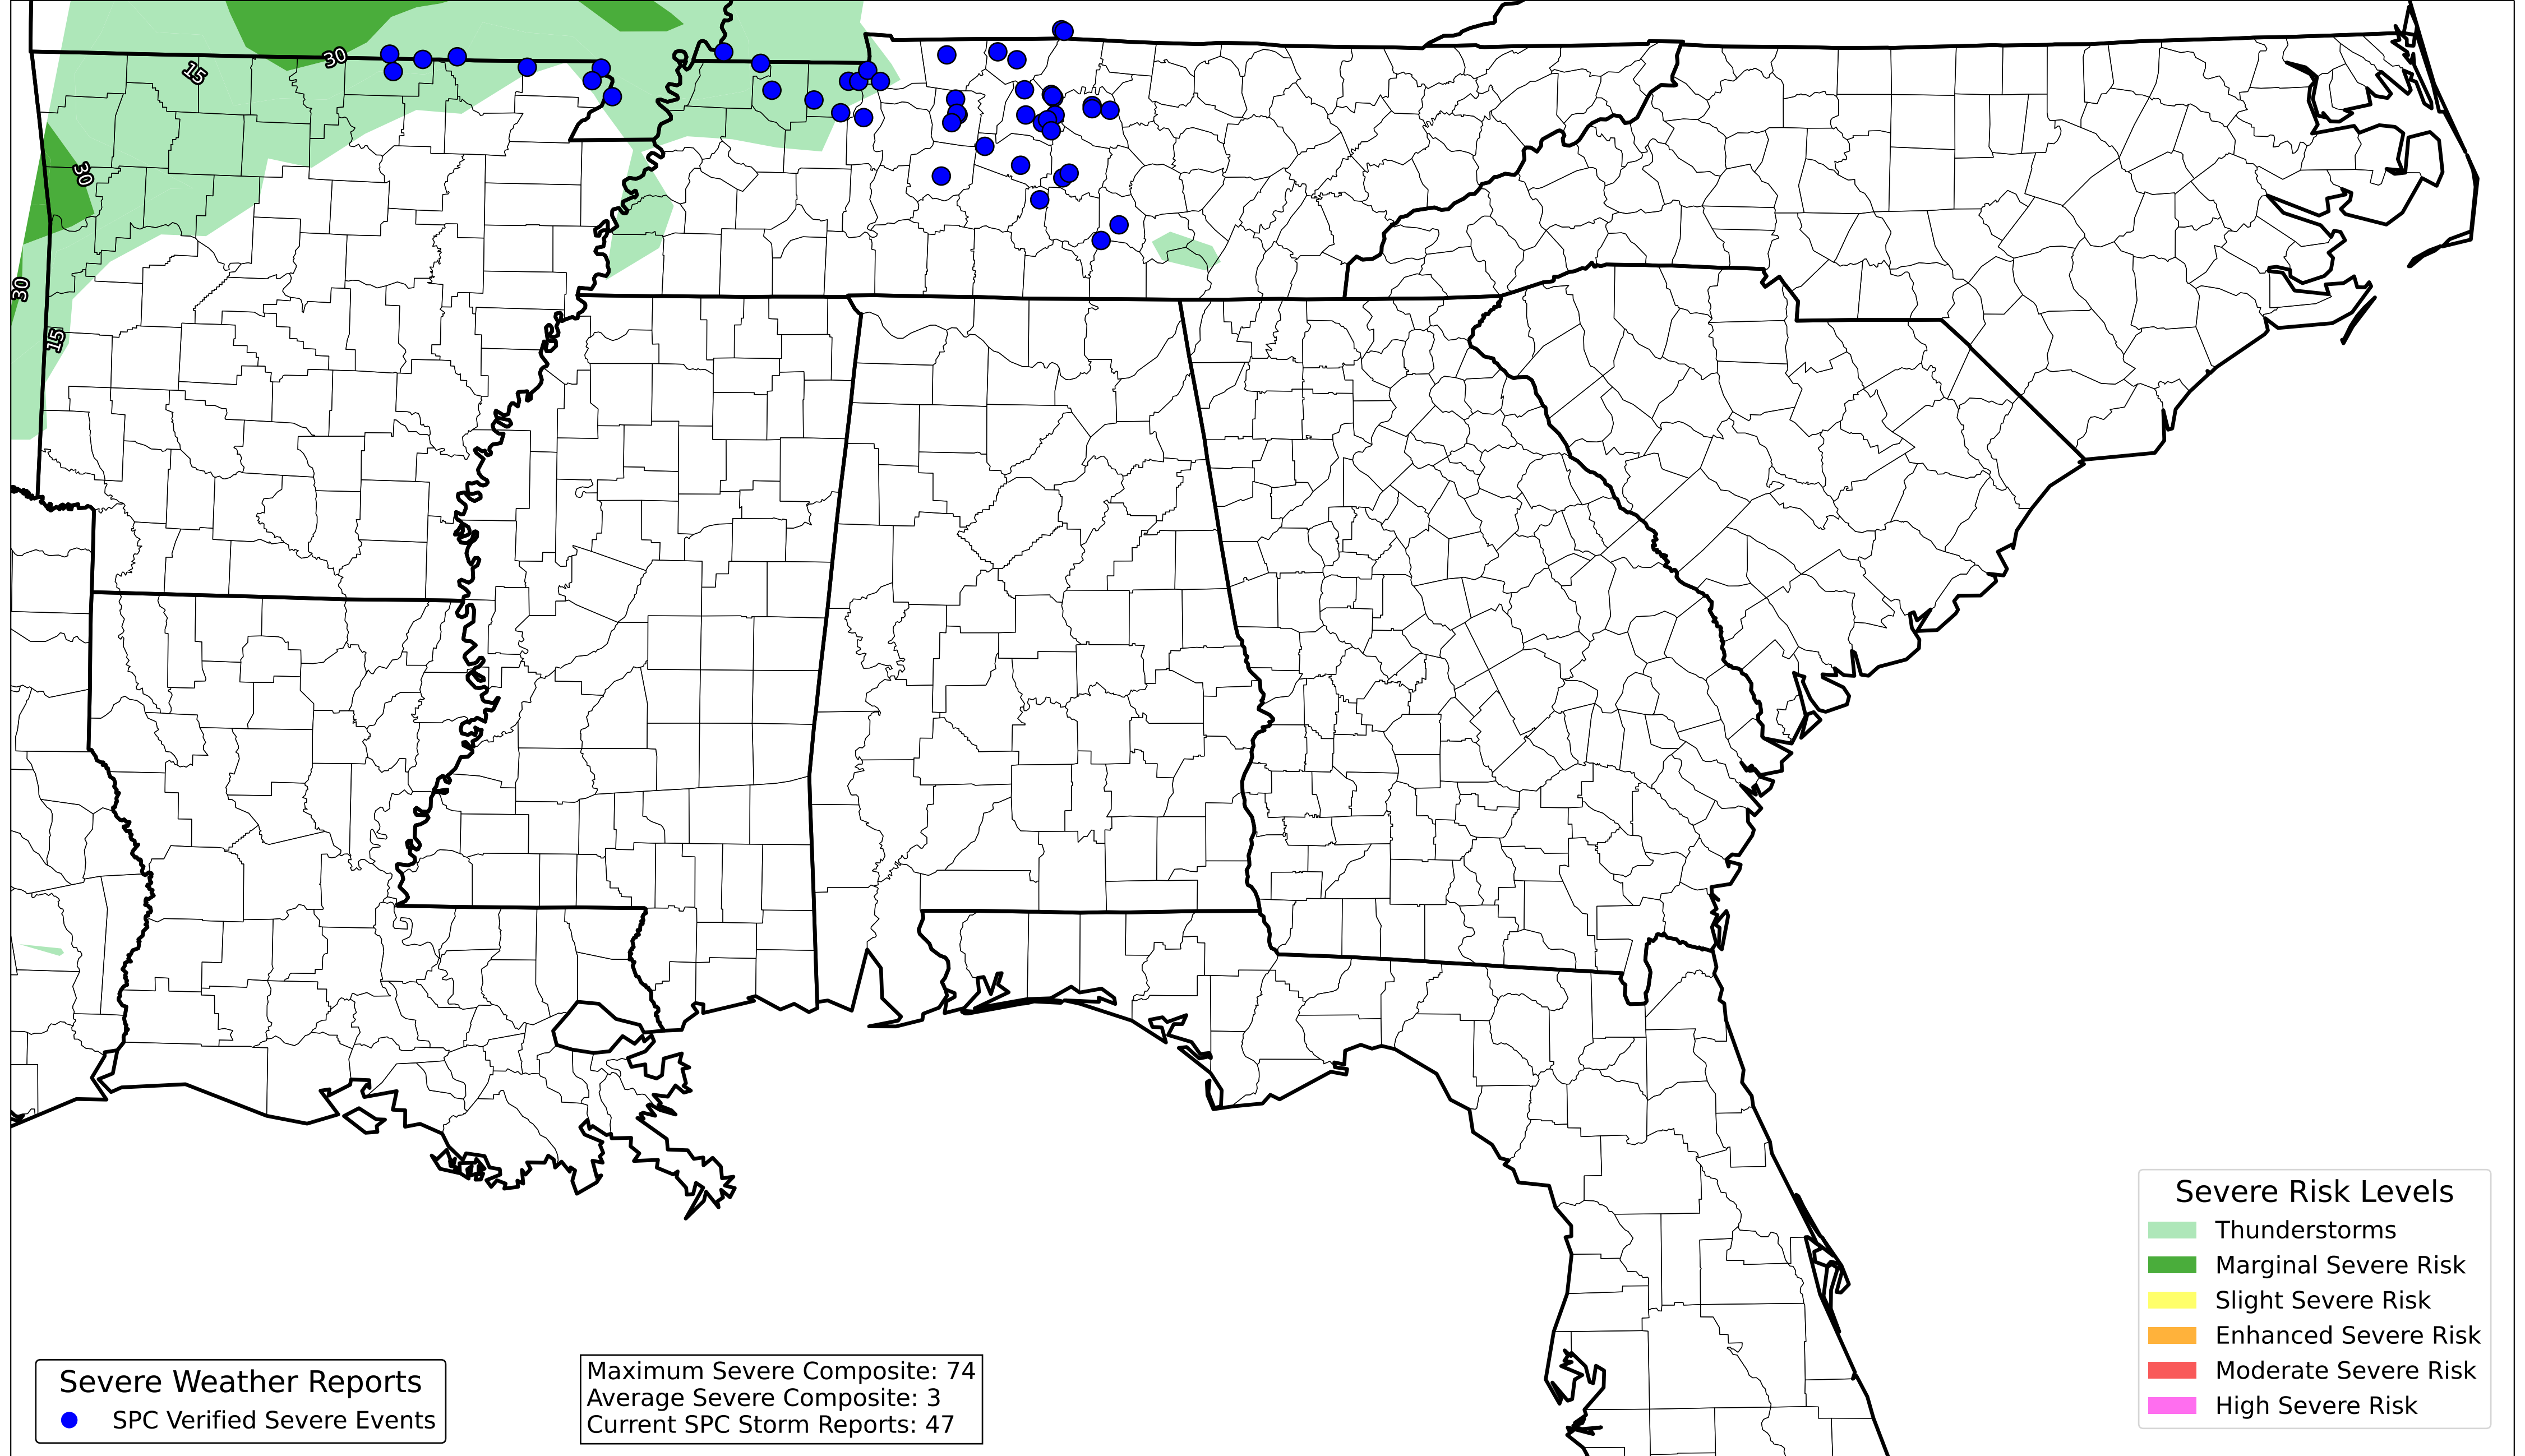 30
15
30
30
15
Severe Risk Levels
Thunderstorms
Marginal Severe Risk
Slight Severe Risk
Enhanced Severe Risk
Moderate Severe Risk
High Severe Risk
Severe Weather Reports
SPC Verified Severe Events
Maximum Severe Composite: 74
Average Severe Composite: 3
Current SPC Storm Reports: 47